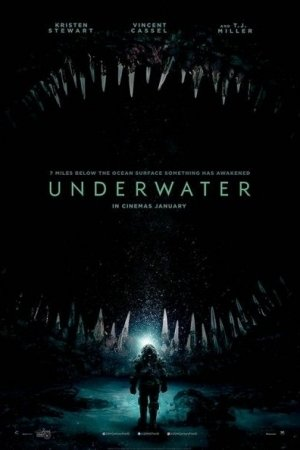 KRISTEN STEWART
VINCENT CASSEL
AND T.J. MILLER
7 MILES BELOW THE OCEAN SURFACE SOMETHING HAS AWAKENED
UNDERWATER
IN CINEMAS JANUARY